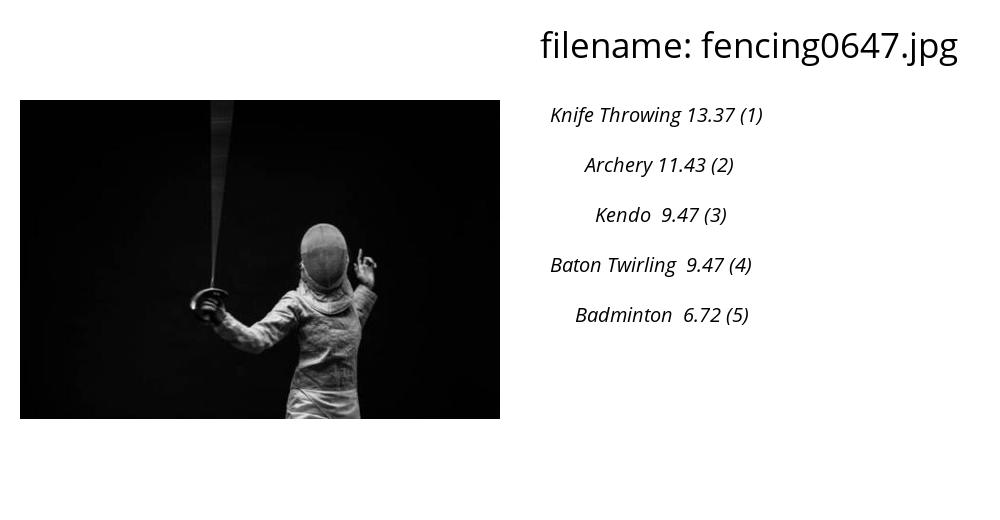 filename: fencing0647.jpg
Knife Throwing 13.37 (1)
Archery 11.43 (2)
Kendo 9.47 (3)
Baton Twirling 9.47 (4)
Badminton 6.72 (5)